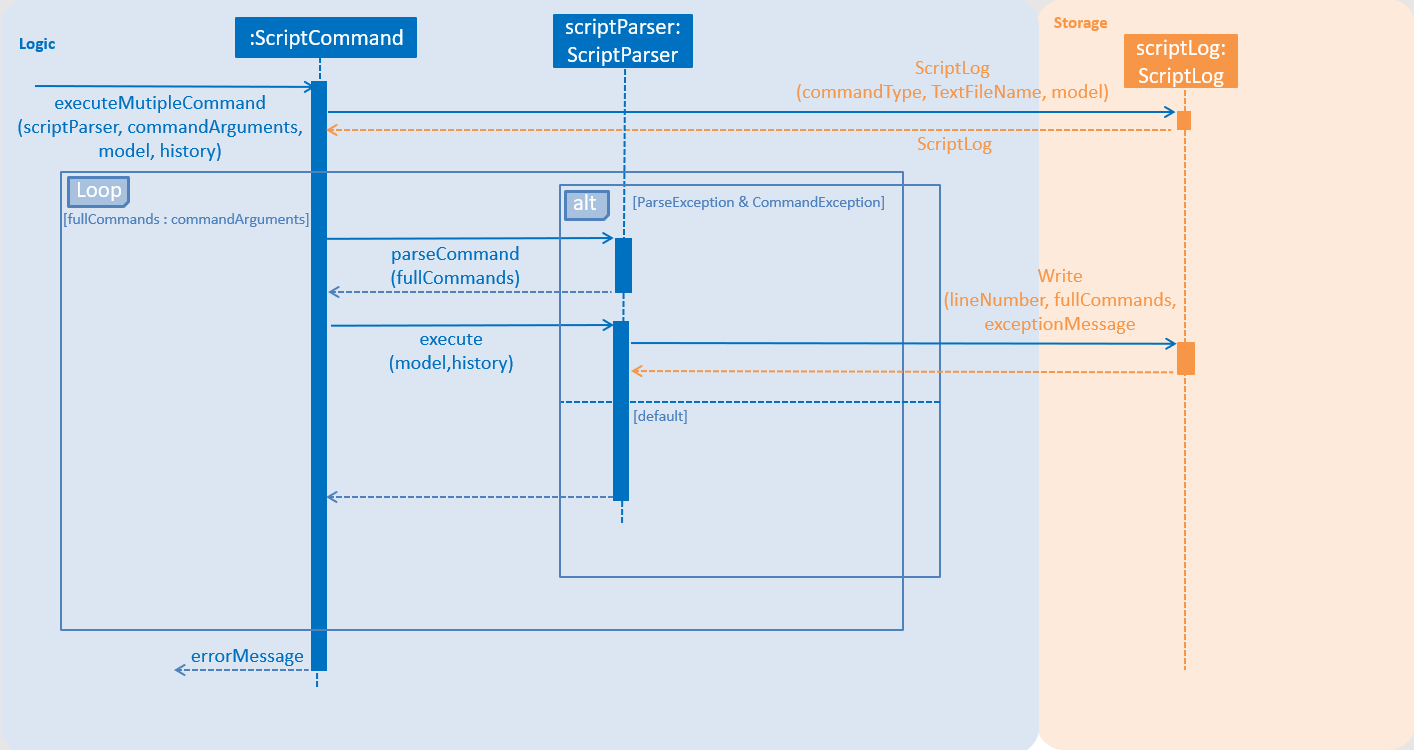 Logic
:ScriptCommand
scriptParser:
ScriptParser
Storage
scriptLog:
ScriptLog
executeMutipleCommand
(scriptParser, commandArguments,
model, history)
ScriptLog
(commandType, TextFileName, model)
ScriptLog
Loop
[fullCommands : commandArguments]
alt
[ParseException & CommandException]
parseCommand
(fullCommands)
Write
(lineNumber, fullCommands,
exceptionMessage
execute
(model,history)
[default]
errorMessage